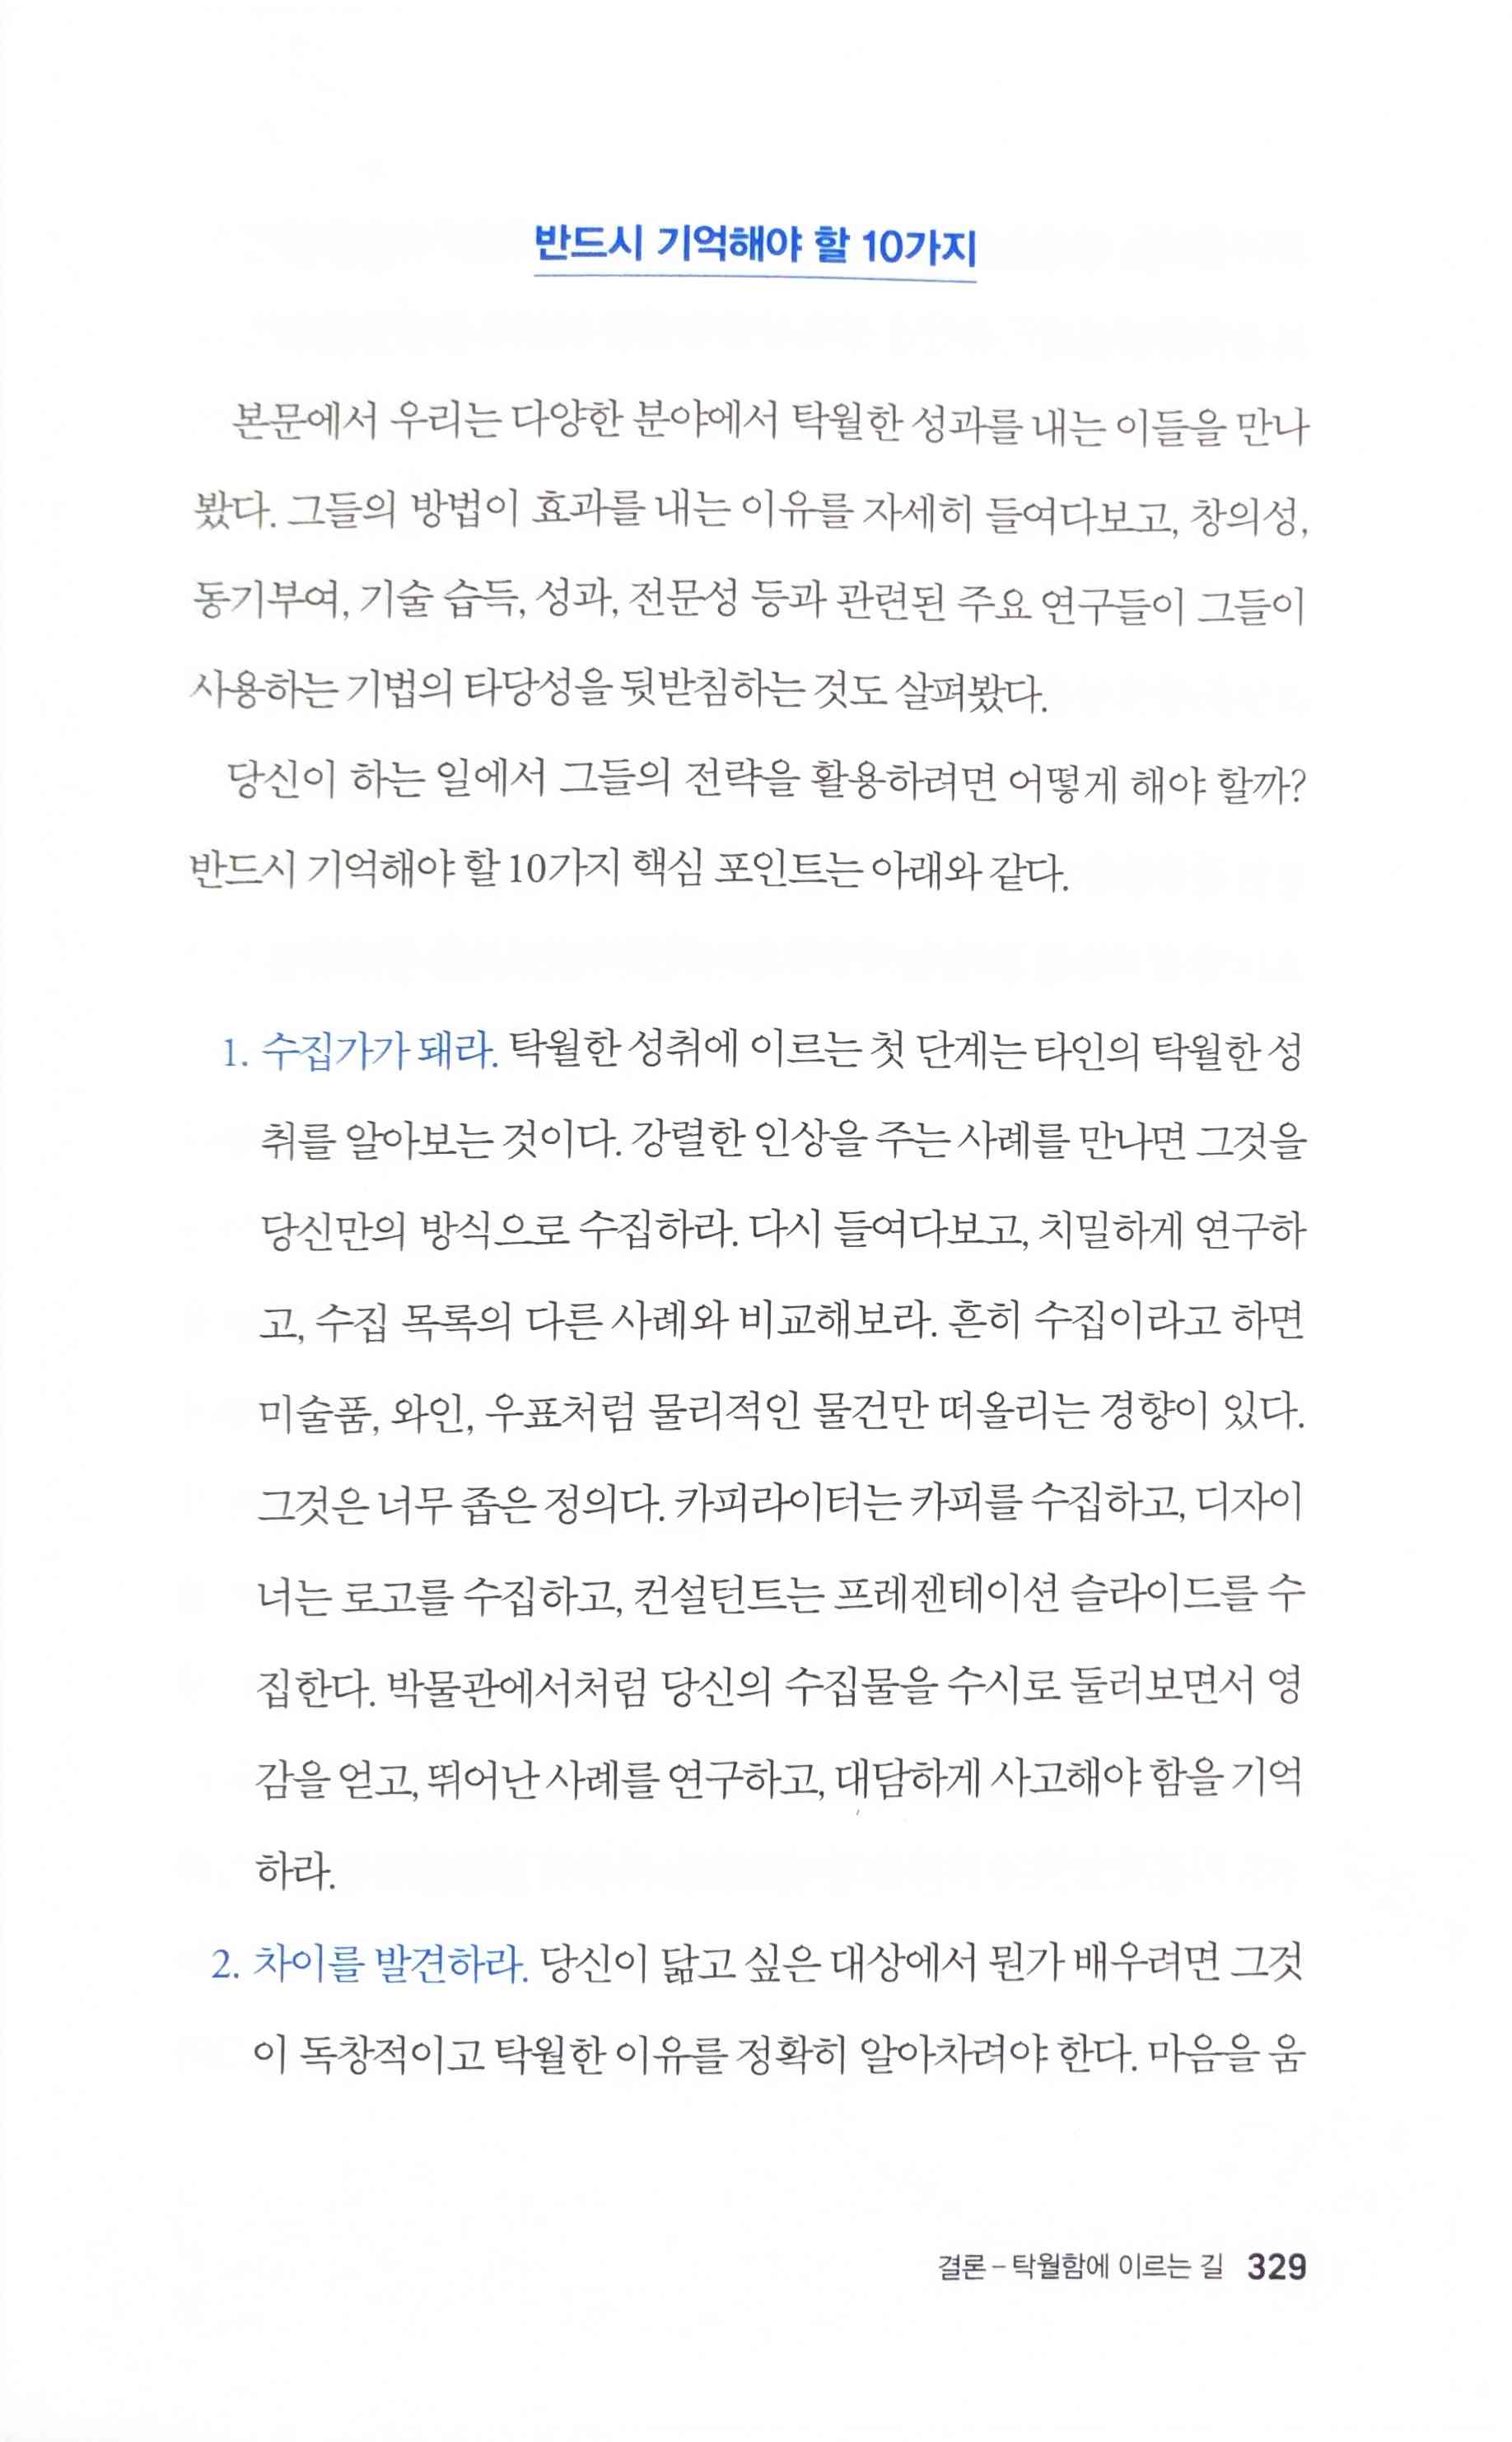 반드시 기억해야 할 10가지
본문에서 우리는 다양한 분야에서 탁월한 성과를 내는 이들을 만나
봤다. 그들의 방법이 효과를 내는 이유를 자세히 들여다보고, 창의성,
동기부여, 기술 습득, 성과, 전문성 등과 관련된 주요 연구들이 그들이
사용하는 기법의 타당성을 뒷받침하는 것도 살펴봤다.
당신이 하는 일에서 그들의 전략을 활용하려면 어떻게 해야 할까?
반드시 기억해야 할 10가지 핵심 포인트는 아래와 같다.
1. 수집가가 돼라. 탁월한 성취에 이르는 첫 단계는 타인의 탁월한 성
취를 알아보는 것이다. 강렬한 인상을 주는 사례를 만나면 그것을
당신만의 방식으로 수집하라. 다시 들여다보고, 치밀하게 연구하
고, 수집 목록의 다른 사례와 비교해보라. 흔히 수집이라고 하면
미술품, 와인, 우표처럼 물리적인 물건만 떠올리는 경향이 있다.
그것은 너무 좁은 정의다. 카피라이터는 카피를 수집하고, 디자이
너는 로고를 수집하고, 컨설턴트는 프레젠테이션 슬라이드를 수
집한다. 박물관에서처럼 당신의 수집물을 수시로 둘러보면서 영
감을 얻고, 뛰어난 사례를 연구하고, 대담하게 사고해야 함을 기억
하라.
2. 차이를 발견하라. 당신이 닮고 싶은 대상에서 뭔가 배우려면 그것
이 독창적이고 탁월한 이유를 정확히 알아차려야 한다. 마음을 움
결론 – 탁월함에 이르는 길 329